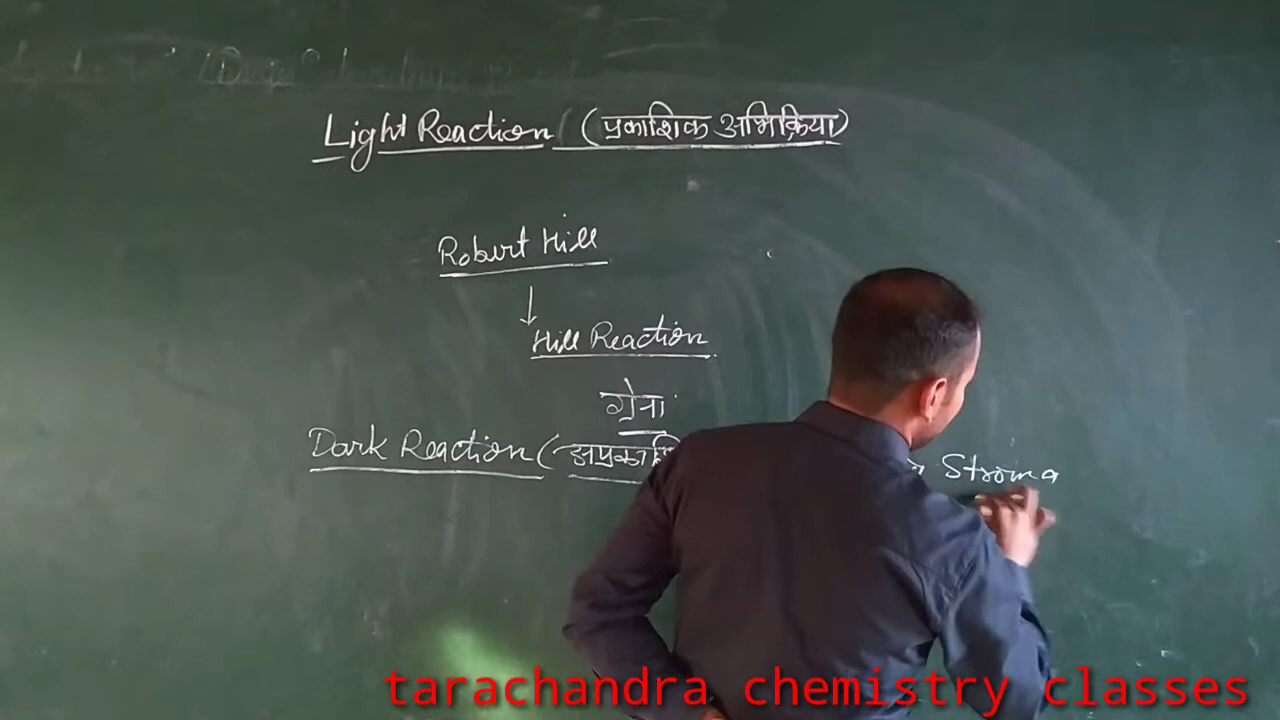 Light Reaction (प्रकाशिक अभिक्रिया)
Robert Hill
↓
Hill Reaction
ग्रेना
Dark Reaction (अप्रकाशि
Stroma
tarachandra chemistry classes